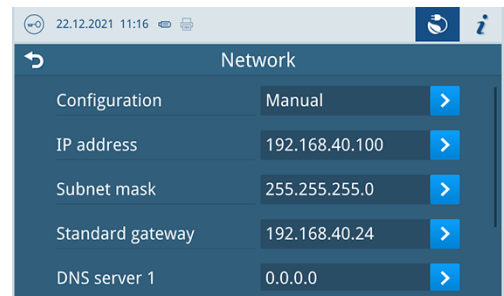 22.12.2021 11:16
i
Network
Configuration Manual
IP address 192.168.40.100
Subnet mask 255.255.255.0
Standard gateway 192.168.40.24
DNS server 1 0.0.0.0